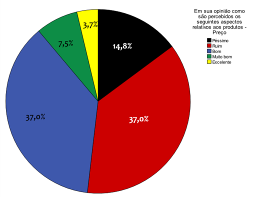 Em sua opinião como
são percebidos os
seguintes aspectos
relativos aos produtos -
Preço
Péssimo
Ruim
Bom
Muito bom
Excelente
3,7%
14,8%
7,5%
37,0%
37,0%